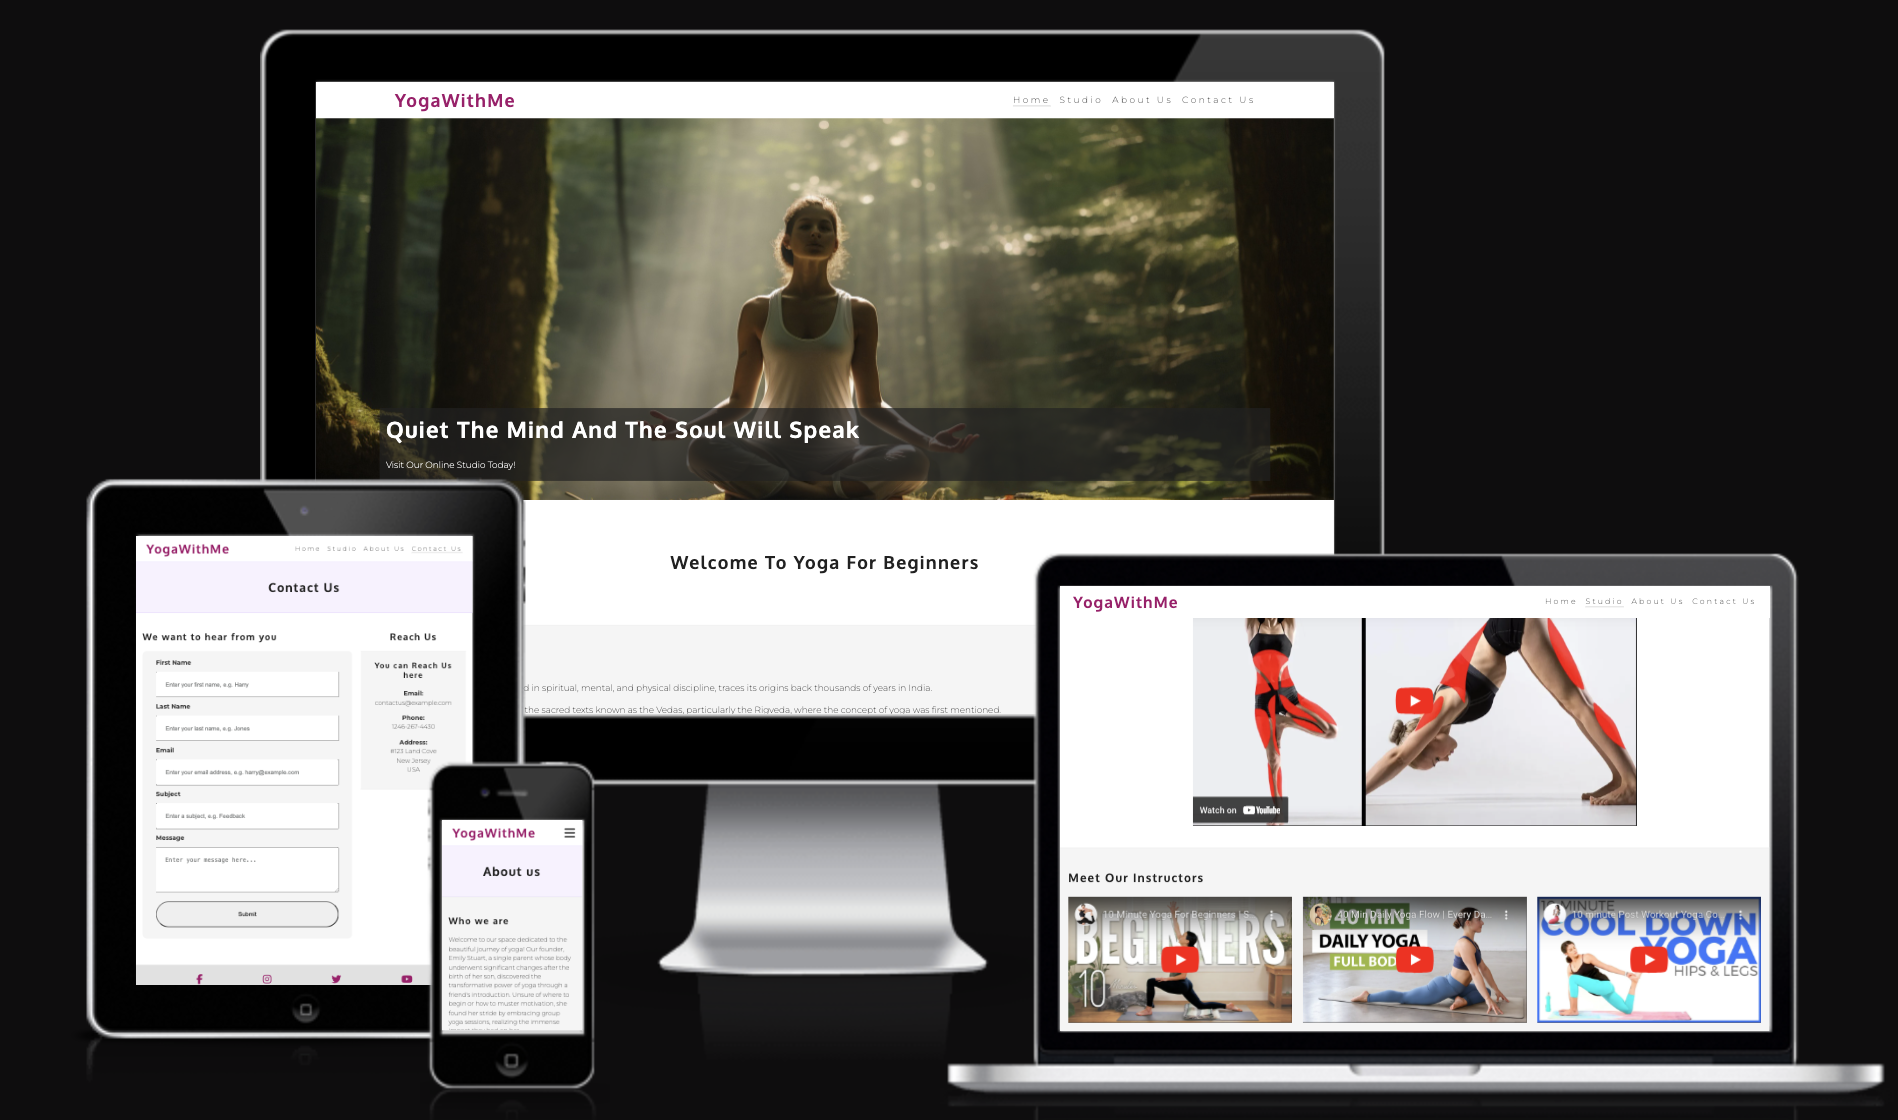 YogaWithMe
Home Studio About Us Contact Us
Quiet The Mind And The Soul Will Speak
Visit Our Online Studio Today!
Welcome To Yoga For Beginners
d in spiritual, mental, and physical discipline, traces its origins back thousands of years in India.
the sacred texts known as the Vedas, particularly the Rigveda, where the concept of yoga was first mentioned.
YogaWithMe
Home Studio About Us Contact Us
Contact Us
We want to hear from you
First Name
Enter your first name, e.g. Harry
Last Name
Enter your last name, e.g. Jones
Email
Enter your email address, e.g. harry@example.com
Subject
Enter a subject, e.g. Feedback
Message
Enter your message here...
Submit
Reach Us
You can Reach Us
here
Email:
contactus@example.com
Phone:
1246-267-4430
Address:
#123 Land Cove
New Jersey
USA
YogaWithMe
About us
Who we are
Welcome to our space dedicated to the
beautiful journey of yoga! Our founder,
Emily Stuart, a single parent whose body
underwent significant changes after the
birth of her son, discovered the
transformative power of yoga through a
friend's introduction. Unsure of where to
begin or how to muster motivation, she
found her stride by embracing group
yoga sessions, realizing the immense
YogaWithMe
Home Studio About Us Contact Us
Watch on YouTube
Meet Our Instructors
10 Minute Yoga For Beginners | S...
BEGINNERS
10
40 Min Daily Yoga Flow | Every Da...
40 MIN
DAILY YOGA
FULL BOD
10 minute Post Workout Yoga Co...
10 MINUTE
COOL DOWN
YOGA
HIPS & LEGS